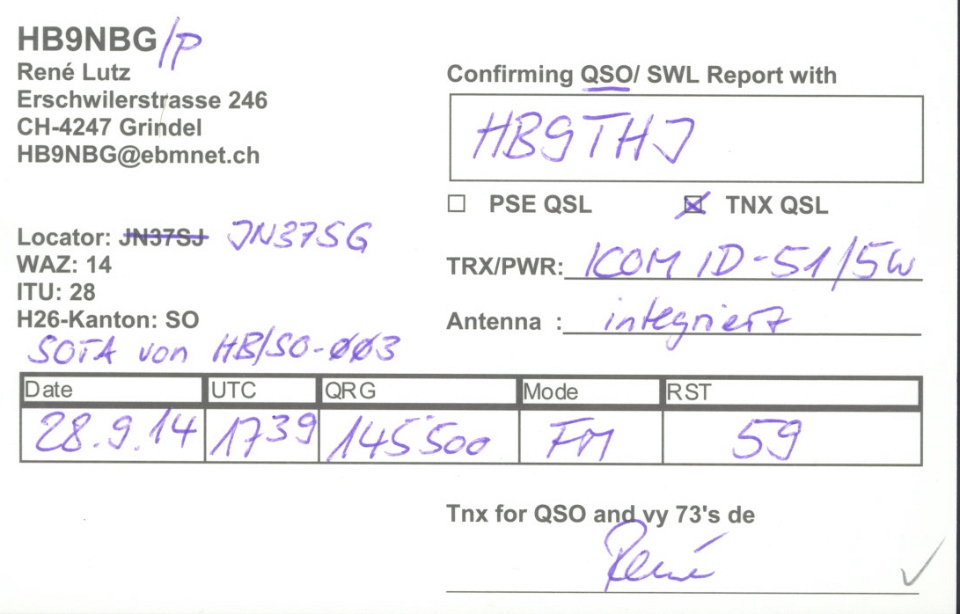 HB9NBG/P
René Lutz
Erschwilerstrasse 246
CH-4247 Grindel
HB9NBG@ebmnet.ch
Confirming QSO/ SWL Report with
HB9THJ
☐ PSE QSL ☒ TNX QSL
Locator: JN37SJ JN37SG
WAZ: 14
ITU: 28
H26-Kanton: SO
SOTA von HB/SO-ØØ3
TRX/PWR: ICOM ID-51/5W
Antenna : integriert
Date UTC QRG Mode RST
28.9.14 1739 145500 FM 59
Tnx for QSO and vy 73's de
René